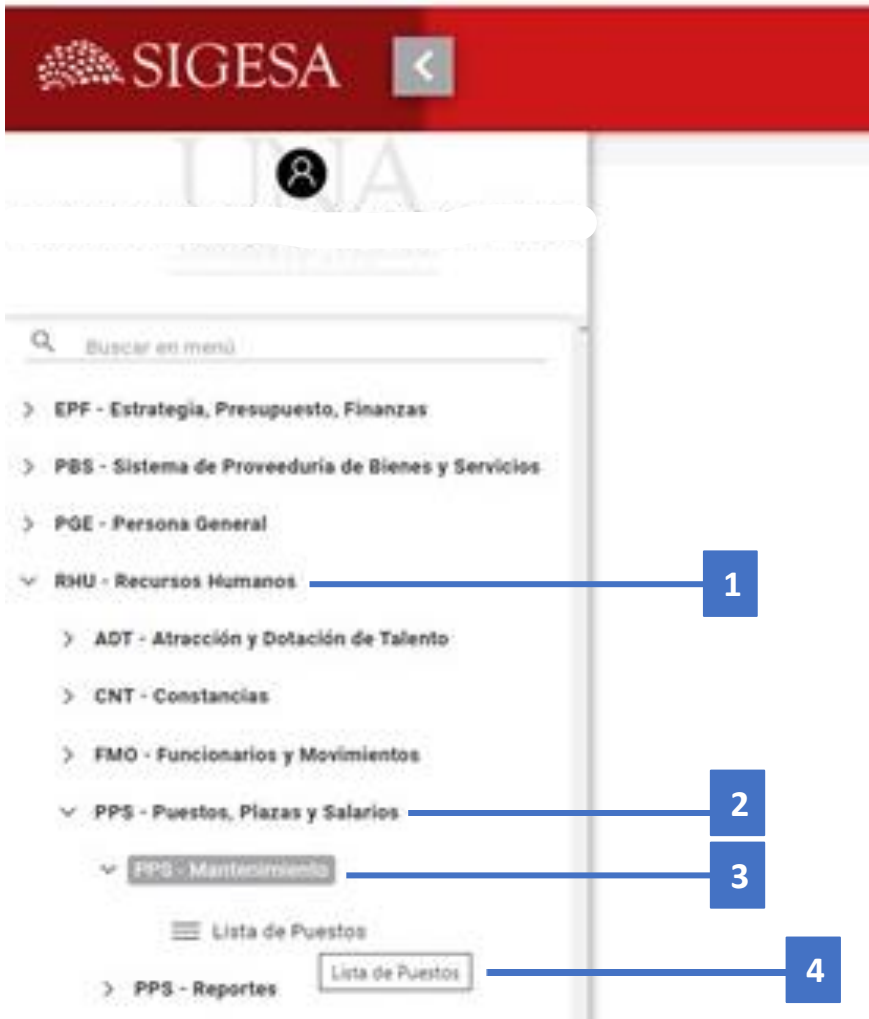 SIGESA
UNA
Buscar en menú
EPF - Estrategia, Presupuesto, Finanzas
PBS - Sistema de Proveeduría de Bienes y Servicios
PGE - Persona General
RHU - Recursos Humanos
1
ADT - Atracción y Dotación de Talento
CNT - Constancias
FMO - Funcionarios y Movimientos
PPS - Puestos, Plazas y Salarios
2
PPS - Mantenimiento
3
Lista de Puestos
Lista de Puestos
4
PPS - Reportes